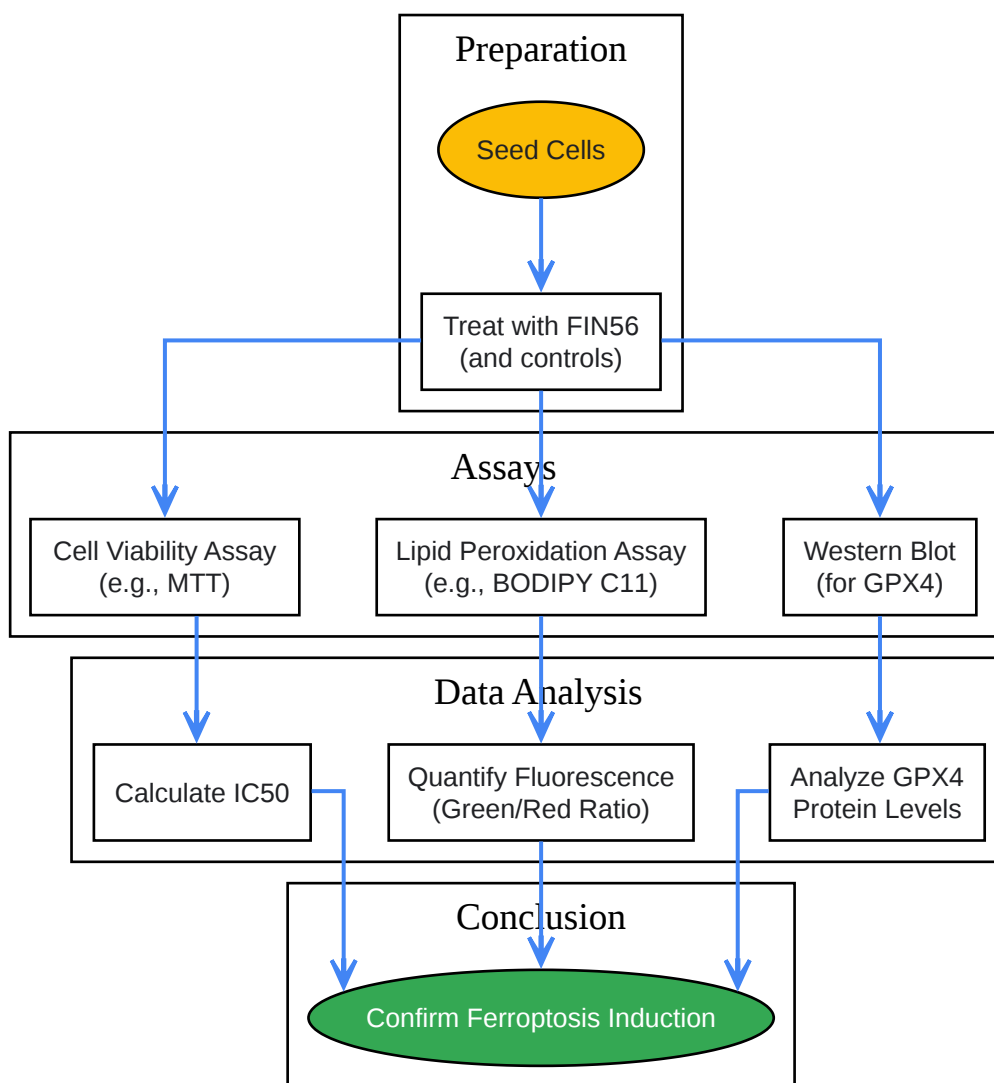 Preparation
Seed Cells
Treat with FIN56
(and controls)
Assays
Cell Viability Assay
(e.g., MTT)
Lipid Peroxidation Assay
(e.g., BODIPY C11)
Western Blot
(for GPX4)
Data Analysis
Calculate IC50
Quantify Fluorescence
(Green/Red Ratio)
Analyze GPX4
Protein Levels
Conclusion
Confirm Ferroptosis Induction